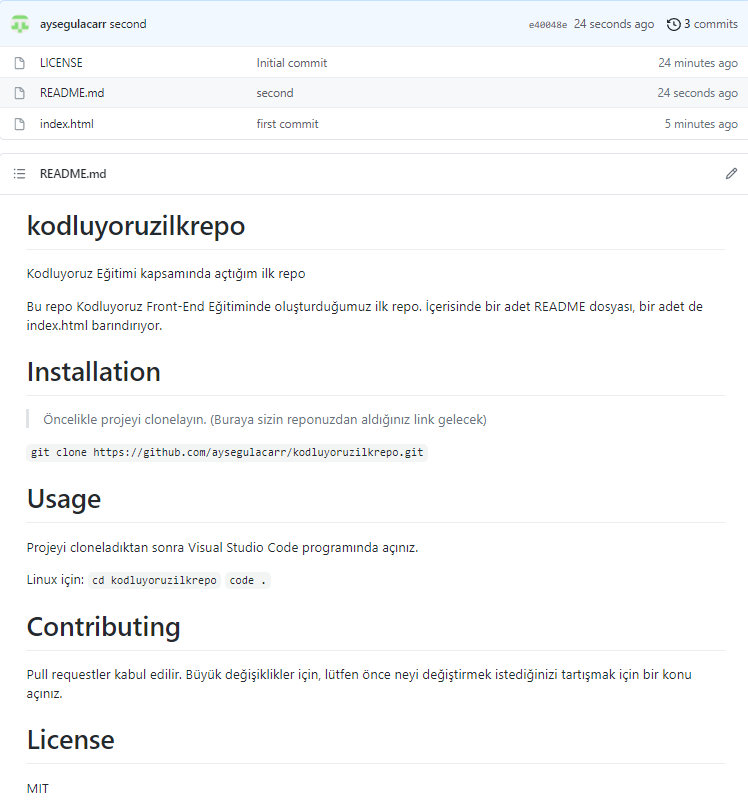 aysegulacarr second e40048e 24 seconds ago 3 commits
LICENSE Initial commit 24 minutes ago
README.md second 24 seconds ago
index.html first commit 5 minutes ago
README.md
kodluyoruzilkrepo
Kodluyoruz Eğitimi kapsamında açtığım ilk repo
Bu repo Kodluyoruz Front-End Eğitiminde oluşturduğumuz ilk repo. İçerisinde bir adet README dosyası, bir adet de
index.html barındırıyor.
Installation
Öncelikle projeyi clonelayın. (Buraya sizin reponuzdan aldığınız link gelecek)
git clone https://github.com/aysegulacarr/kodluyoruzilkrepo.git
Usage
Projeyi cloneladıktan sonra Visual Studio Code programında açınız.
Linux için: cd kodluyoruzilkrepo code .
Contributing
Pull requestler kabul edilir. Büyük değişiklikler için, lütfen önce neyi değiştirmek istediğinizi tartışmak için bir konu
açınız.
License
MIT